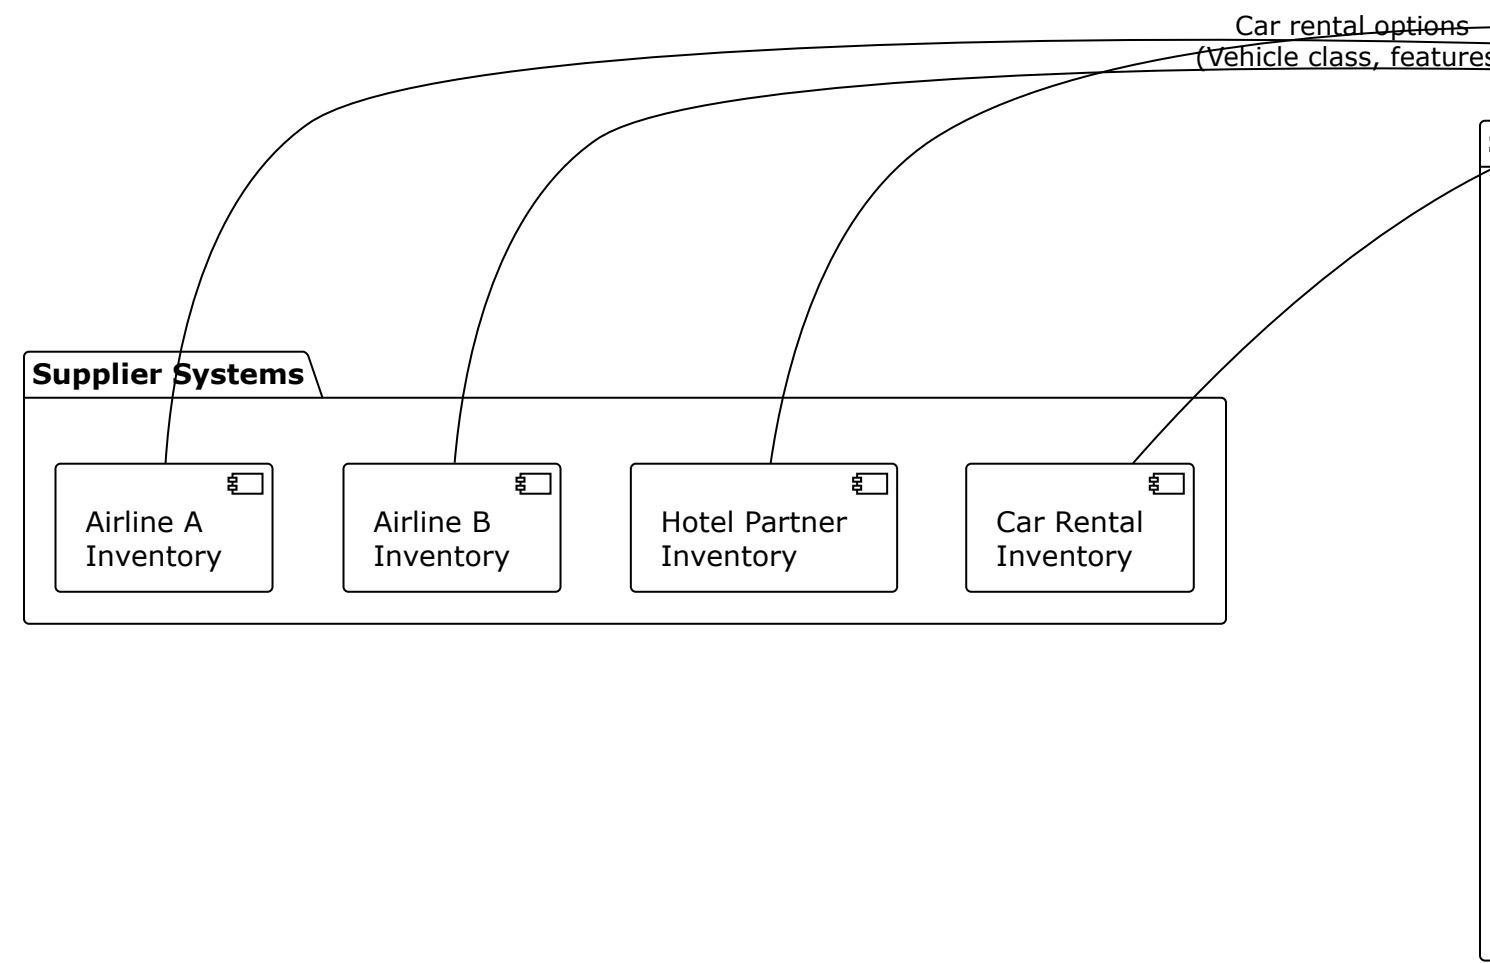 Car rental options
(Vehicle class, features
Supplier Systems
Airline A
Inventory
Airline B
Inventory
Hotel Partner
Inventory
Car Rental
Inventory